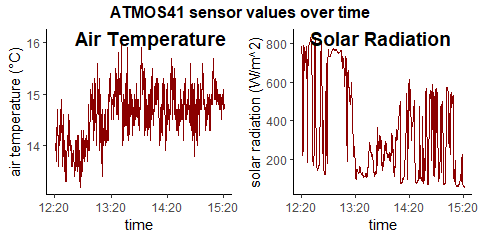 ATMOS41 sensor values over time
Air Temperature
air temperature (°C)
16
15
14
12:20 13:20 14:20 15:20
time
Solar Radiation
solar radiation (W/m^2)
800
600
400
200
12:20 13:20 14:20 15:20
time